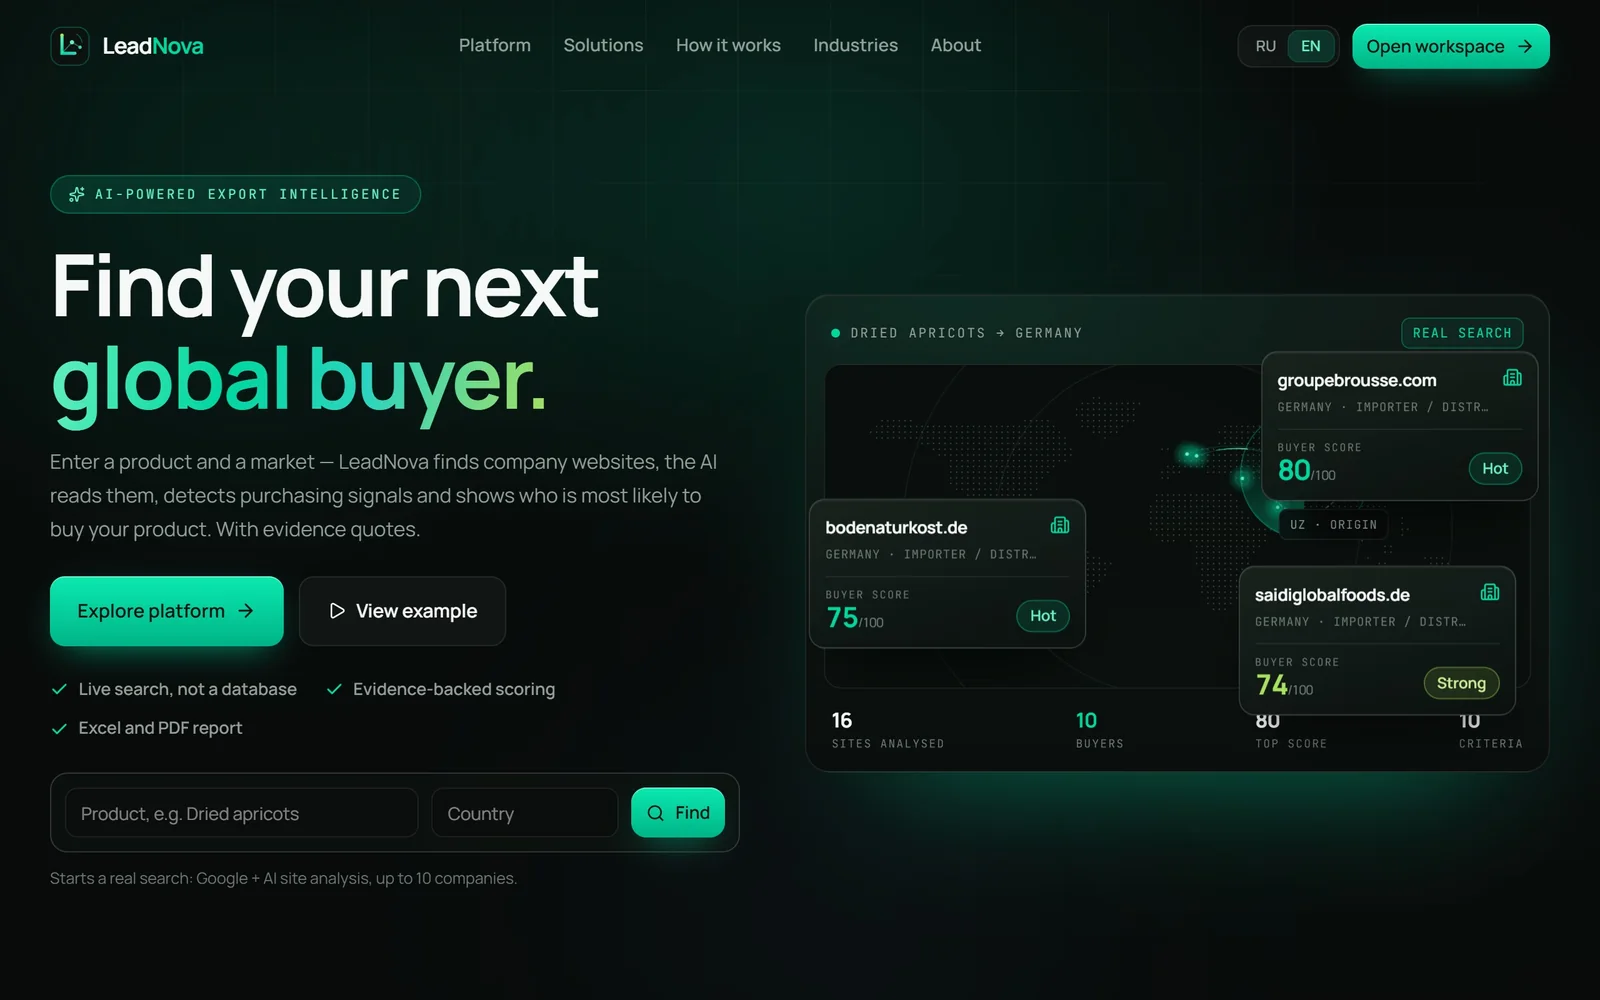 LeadNova
Platform
Solutions
How it works
Industries
About
RU
EN
Open workspace →
AI-POWERED EXPORT INTELLIGENCE
Find your next
global buyer.
Enter a product and a market — LeadNova finds company websites, the AI
reads them, detects purchasing signals and shows who is most likely to
buy your product. With evidence quotes.
Explore platform →
View example
Live search, not a database
Evidence-backed scoring
Excel and PDF report
Product, e.g. Dried apricots
Country
Find
Starts a real search: Google + AI site analysis, up to 10 companies.
DRIED APRICOTS → GERMANY
REAL SEARCH
groupebrousse.com
GERMANY · IMPORTER / DISTR…
BUYER SCORE
80/100
Hot
UZ · ORIGIN
bodenaturkost.de
GERMANY · IMPORTER / DISTR…
BUYER SCORE
75/100
Hot
saidiglobalfoods.de
GERMANY · IMPORTER / DISTR…
BUYER SCORE
74/100
Strong
16
SITES ANALYSED
10
BUYERS
80
TOP SCORE
10
CRITERIA